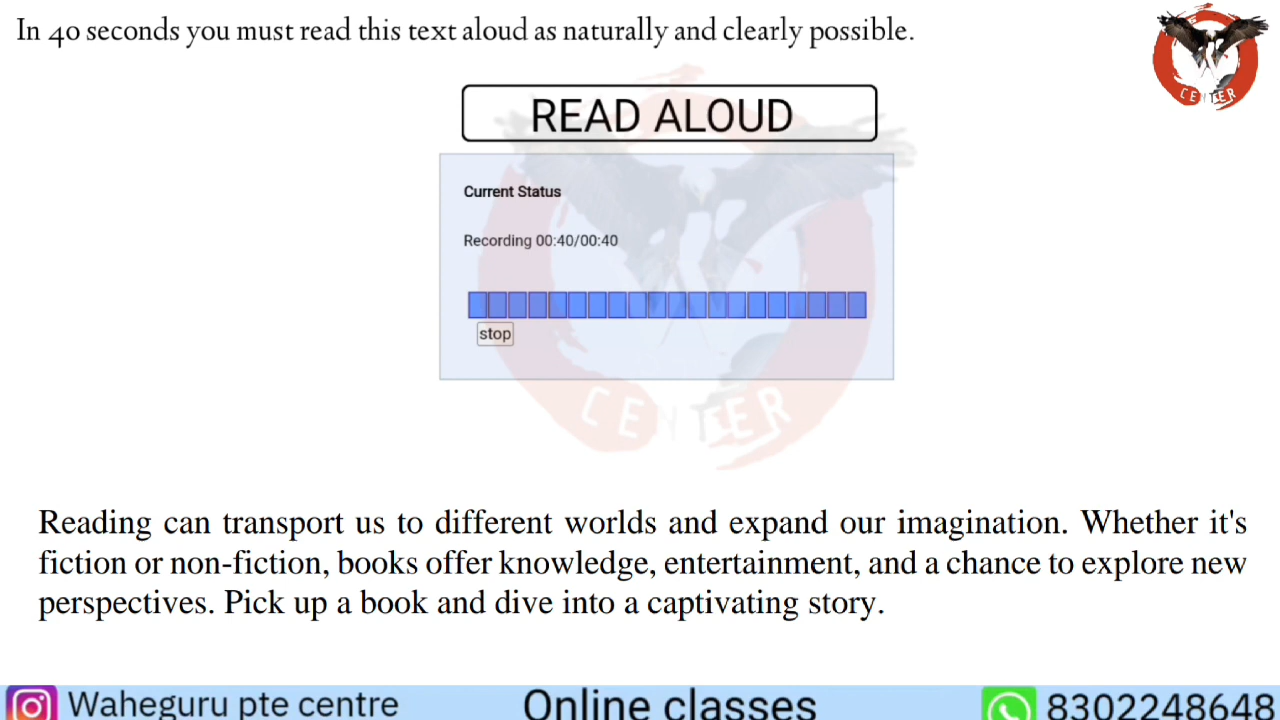 In 40 seconds you must read this text aloud as naturally and clearly possible.
CENTER
READ ALOUD
Current Status
Recording 00:40/00:40
stop
CENTER
Reading can transport us to different worlds and expand our imagination. Whether it's
fiction or non-fiction, books offer knowledge, entertainment, and a chance to explore new
perspectives. Pick up a book and dive into a captivating story.
Waheguru pte centre
Online classes
8302248648